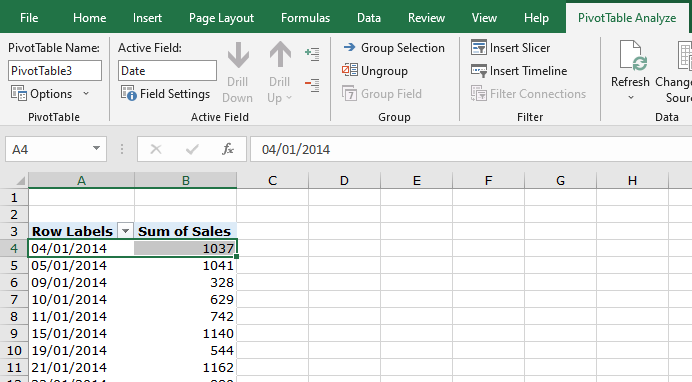 File Home Insert Page Layout Formulas Data Review View Help PivotTable Analyze
PivotTable Name: Active Field: Group Selection Insert Slicer
PivotTable3 Date Drill Down Drill Up Ungroup Insert Timeline Refresh Chang
Options Field Settings Group Field Filter Connections Sour
PivotTable Active Field Group Filter Data
A4 fx 04/01/2014
A B C D E F G H
1
2
3 Row Labels Sum of Sales
4 04/01/2014 1037
5 05/01/2014 1041
6 09/01/2014 328
7 10/01/2014 629
8 11/01/2014 742
9 15/01/2014 1140
10 19/01/2014 544
11 21/01/2014 1162